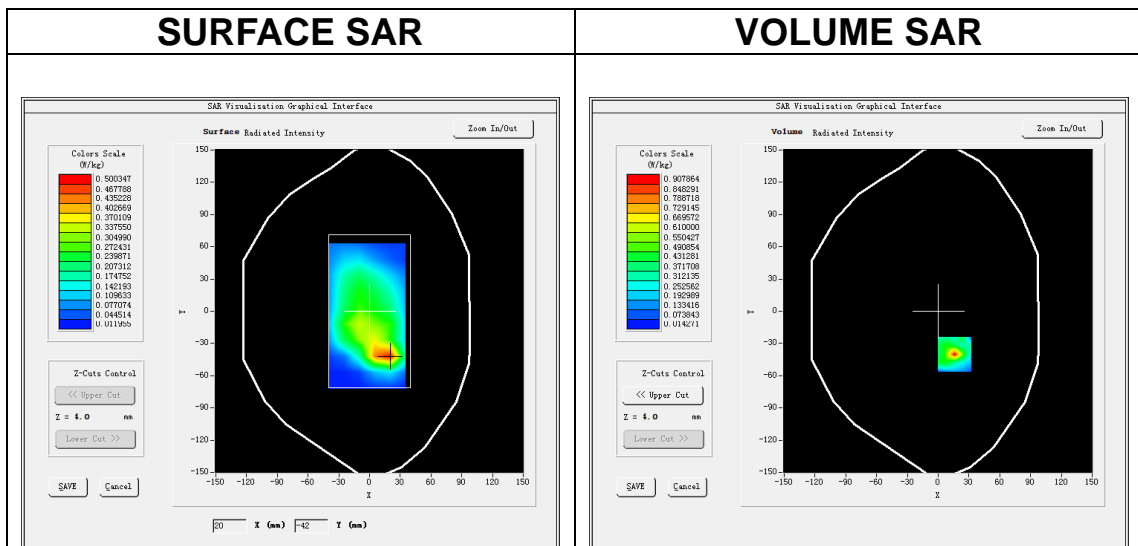 SURFACE SAR
VOLUME SAR
SAR Visualisation Graphical Interface
Surface Radiated Intensity
Zoom In/Out
Colors Scale
(W/kg)
0.500347
0.467788
0.435228
0.402669
0.370109
0.337550
0.304990
0.272431
0.239871
0.207312
0.174752
0.142193
0.109633
0.077074
0.044514
0.011955
Z-Cuts Control
<< Upper Cut
Z = 4.0 mm
Lower Cut >>
SAVE Cancel
150
120
90
60
30
0
-30
-60
-90
-120
-150
Y
-150 -120 -90 -60 -30 0 30 60 90 120 150
X
20 X (mm) -42 Y (mm)
SAR Visualisation Graphical Interface
Volume Radiated Intensity
Zoom In/Out
Colors Scale
(W/kg)
0.907864
0.848291
0.788718
0.729145
0.669572
0.610000
0.550427
0.490854
0.431281
0.371708
0.312135
0.252562
0.192989
0.133416
0.073843
0.014271
Z-Cuts Control
<< Upper Cut
Z = 4.0 mm
Lower Cut >>
SAVE Cancel
150
120
90
60
30
0
-30
-60
-90
-120
-150
Y
-150 -120 -90 -60 -30 0 30 60 90 120 150
X